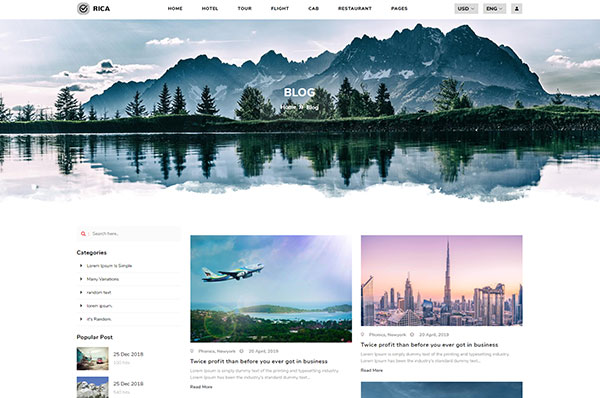 RICA
HOME HOTEL TOUR FLIGHT CAB RESTAURANT PAGES
USD ENG
BLOG
Home Blog
Search here..
Categories
Lorem Ipsum Is Simple
Many Variations
random text
lorem ipsum,
it's Random.
Popular Post
25 Dec 2018
25 Dec 2018
Phoenix, Newyork 20 April, 2019
Twice profit than before you ever got in business
Lorem Ipsum is simply dummy text of the printing and typesetting industry.
Lorem Ipsum has been the industry's standard dummy text...
Read More
Phoenix, Newyork 20 April, 2019
Twice profit than before you ever got in business
Lorem Ipsum is simply dummy text of the printing and typesetting industry.
Lorem Ipsum has been the industry's standard dummy text...
Read More